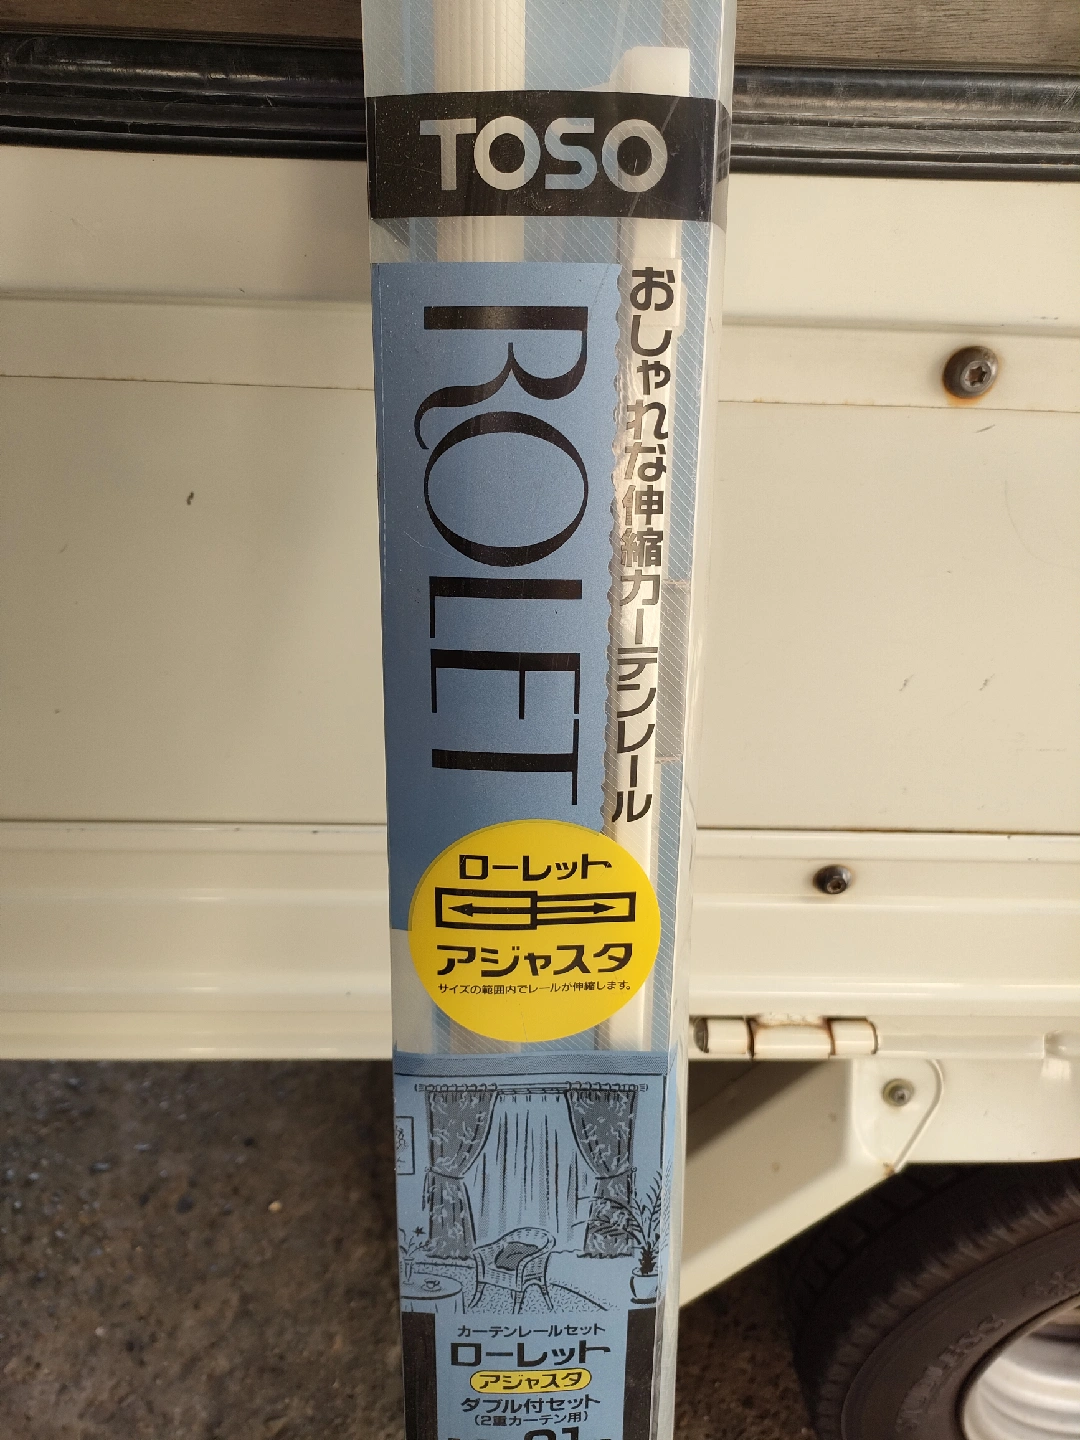 TOSO
ROLET
おしゃれな伸縮カーテンレール
ローレット
アジャスタ
サイズの範囲内でレールが伸縮します。
カーテンレールセット
ローレット
アジャスタ
ダブル付セット
(2重カーテン用)